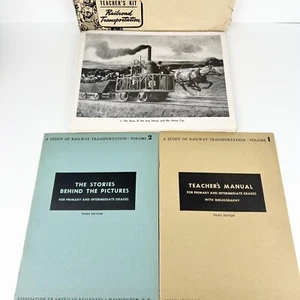 TEACHER'S KIT
Railroad
Transportation
1. The Race of the Iron Horse and the Horse Car.
A STUDY OF RAILWAY TRANSPORTATION · VOLUME 2
THE STORIES
BEHIND THE PICTURES
FOR PRIMARY AND INTERMEDIATE GRADES
THIRD EDITION
ASSOCIATION OF AMERICAN RAILROADS · WASHINGTON, D. C.
A STUDY OF RAILWAY TRANSPORTATION · VOLUME 1
TEACHER'S MANUAL
FOR PRIMARY AND INTERMEDIATE GRADES
WITH BIBLIOGRAPHY
THIRD EDITION